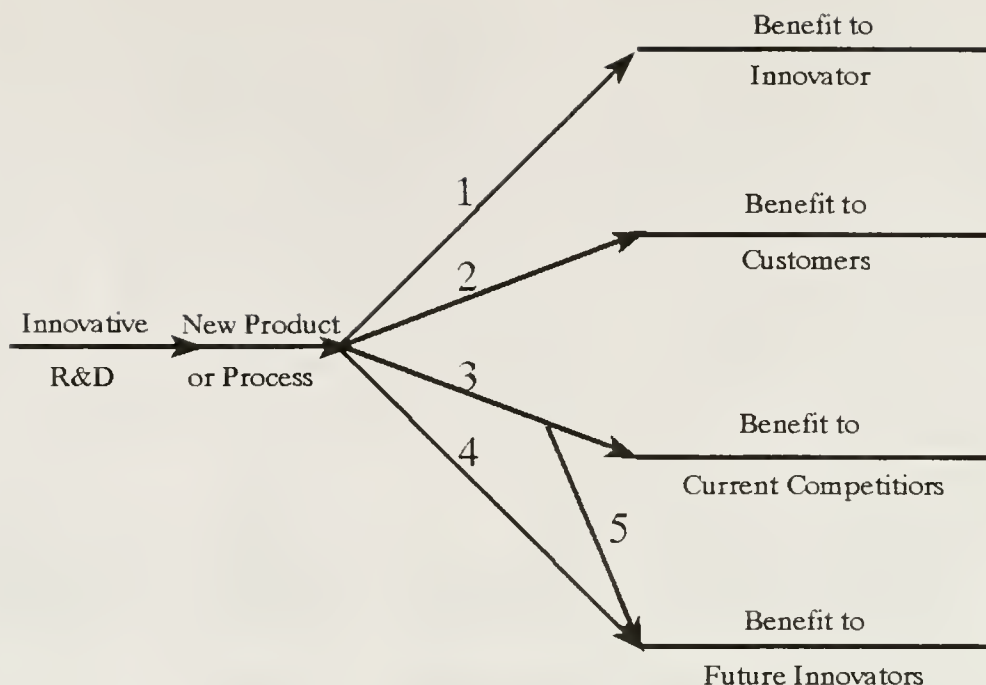 Benefit to
Innovator
1
Benefit to
2
Customers
Innovative New Product
R&D or Process
3
Benefit to
4
Current Competitiors
5
Benefit to
Future Innovators